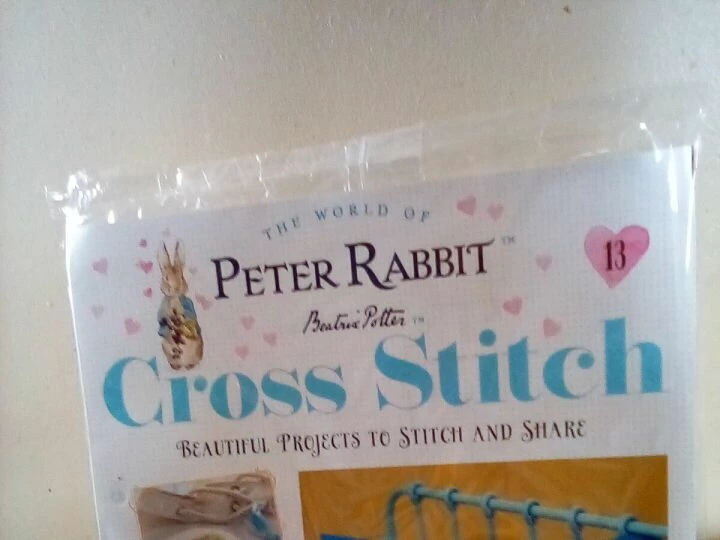 THE WORLD OF
PETER RABBIT™
13
Beatrix Potter™
Cross Stitch
BEAUTIFUL PROJECTS TO STITCH AND SHARE